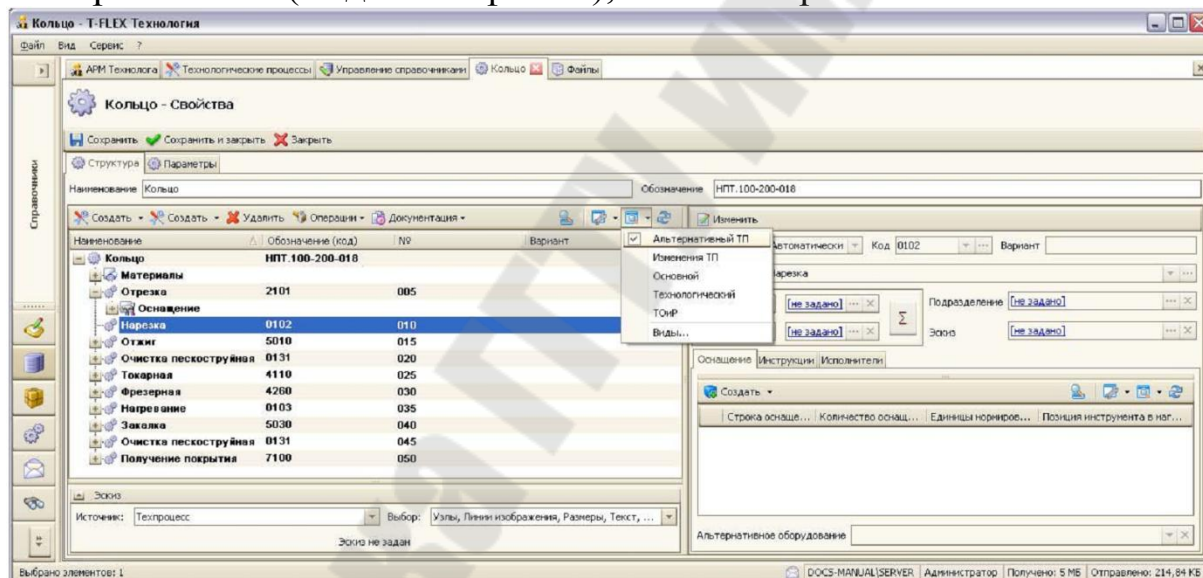 Кольцо - T-FLEX Технология
Файл Вид Сервис ?
АРМ Технолога Технологические процессы Управление справочниками Кольцо Файлы
Справочники
Кольцо - Свойства
Сохранить Сохранить и закрыть Закрыть
Структура Параметры
Наименование Кольцо Обозначение НПТ.100-200-018
Создать Создать Удалить Операции Документация
Изменить
Наименование Обозначение (код) № Вариант
Альтернативный ТП
Изменения ТП
Основной
Технологический
ТОиР
Виды...
Автоматически Код 0102 Вариант
арезка
[не задано] Подразделение [не задано]
Σ
[не задано] Эскиз [не задано]
Кольцо НПТ.100-200-018
Материалы
Отрезка 2101 005
Оснащение
Нарезка 0102 010
Отжиг 5010 015
Очистка пескоструйная 0131 020
Токарная 4110 025
Фрезерная 4260 030
Нагревание 0103 035
Закалка 5030 040
Очистка пескоструйная 0131 045
Получение покрытия 7100 050
Оснащение Инструкции Исполнители
Создать
Строка оснаще... Количество оснащ... Единицы нормиров... Позиция инструмента в наг...
Эскиз
Источник: Техпроцесс Выбор: Узлы, Линии изображения, Размеры, Текст, ...
Эскиз не задан
Альтернативное оборудование
Выбрано элементов: 1 DOCS-MANUAL\SERVER Администратор Получено: 5 МБ Отправлено: 214,84 КБ